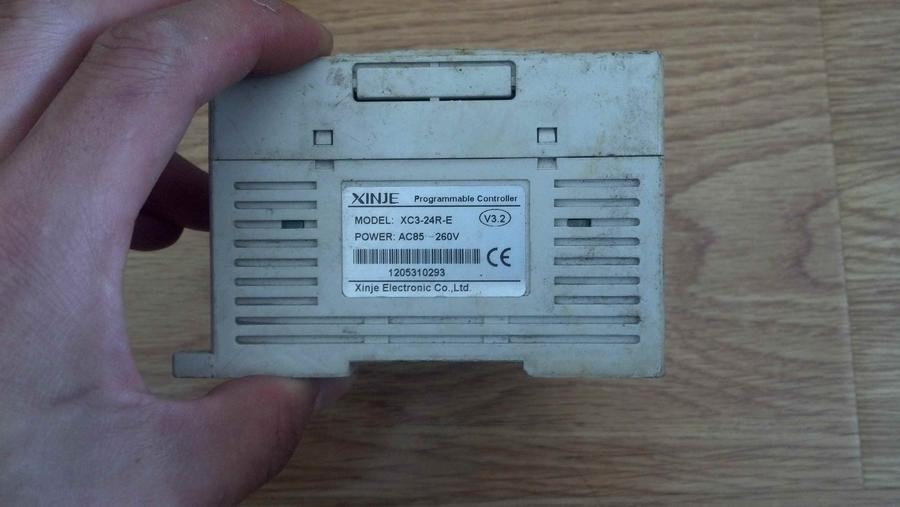 XINJE Programmable Controller
MODEL: XC3-24R-E V3.2
POWER: AC85~260V
CE
1205310293
Xinje Electronic Co.,Ltd.